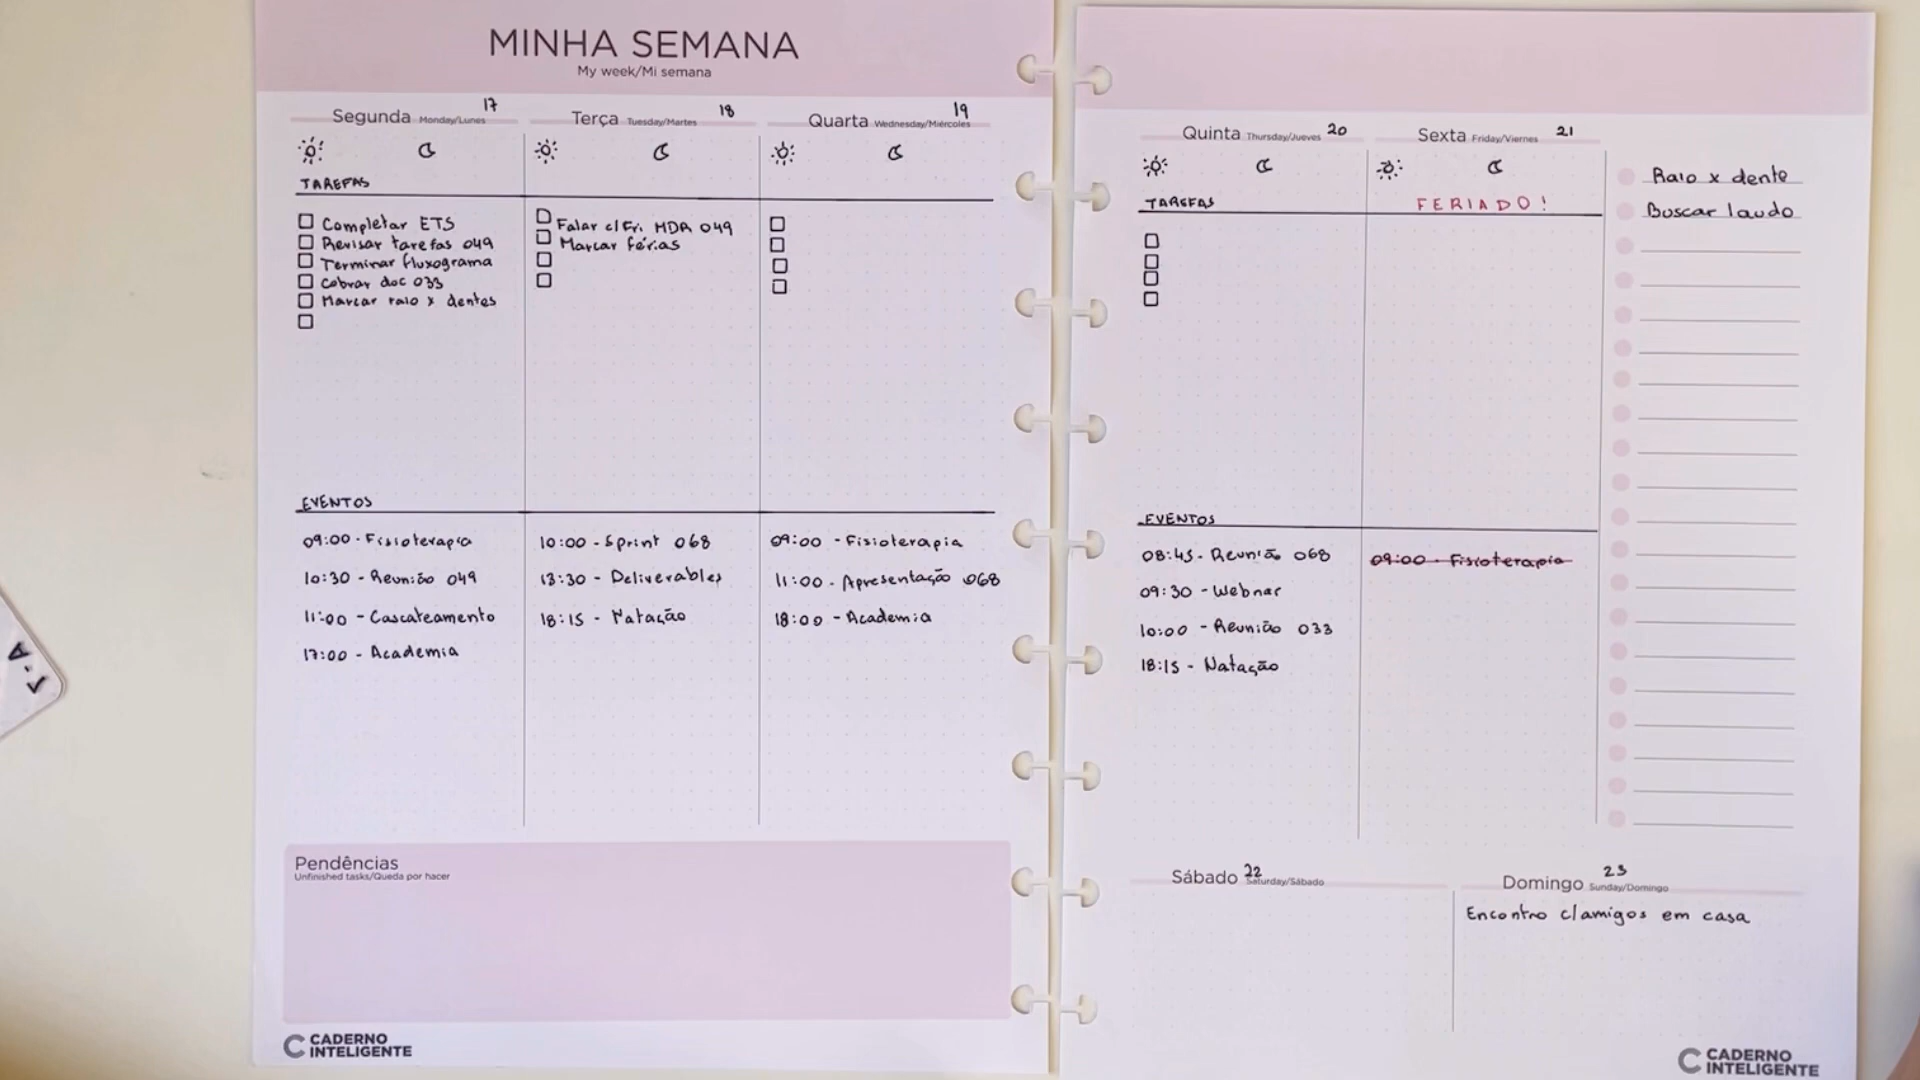 MINHA SEMANA
My week/Mi semana
Segunda Monday/Lunes 17
TAREFAS
Completar ETS
Revisar tarefas 049
Terminar fluxograma
Cobrar doc 033
Marcar raio x dentes
EVENTOS
09:00 - Fisioterapia
10:30 - Reunião 049
11:00 - Cascateamento
17:00 - Academia
Terça Tuesday/Martes 18
Falar c/ Fri. MDR 049
Marcar férias
10:00 - Sprint 068
13:30 - Deliverables
18:15 - Natação
Quarta Wednesday/Miércoles 19
09:00 - Fisioterapia
11:00 - Apresentação 068
18:00 - Academia
Pendências
Unfinished tasks/Queda por hacer
CADERNO
INTELIGENTE
Quinta Thursday/Jueves 20
TAREFAS
EVENTOS
08:45 - Reunião 068
09:30 - Webnar
10:00 - Reunião 033
18:15 - Natação
Sexta Friday/Viernes 21
FERIADO!
09:00 - Fisioterapia
Raio x dente
Buscar laudo
Sábado Saturday/Sábado 22
Domingo Sunday/Domingo 23
Encontro c/amigos em casa
CADERNO
INTELIGENTE